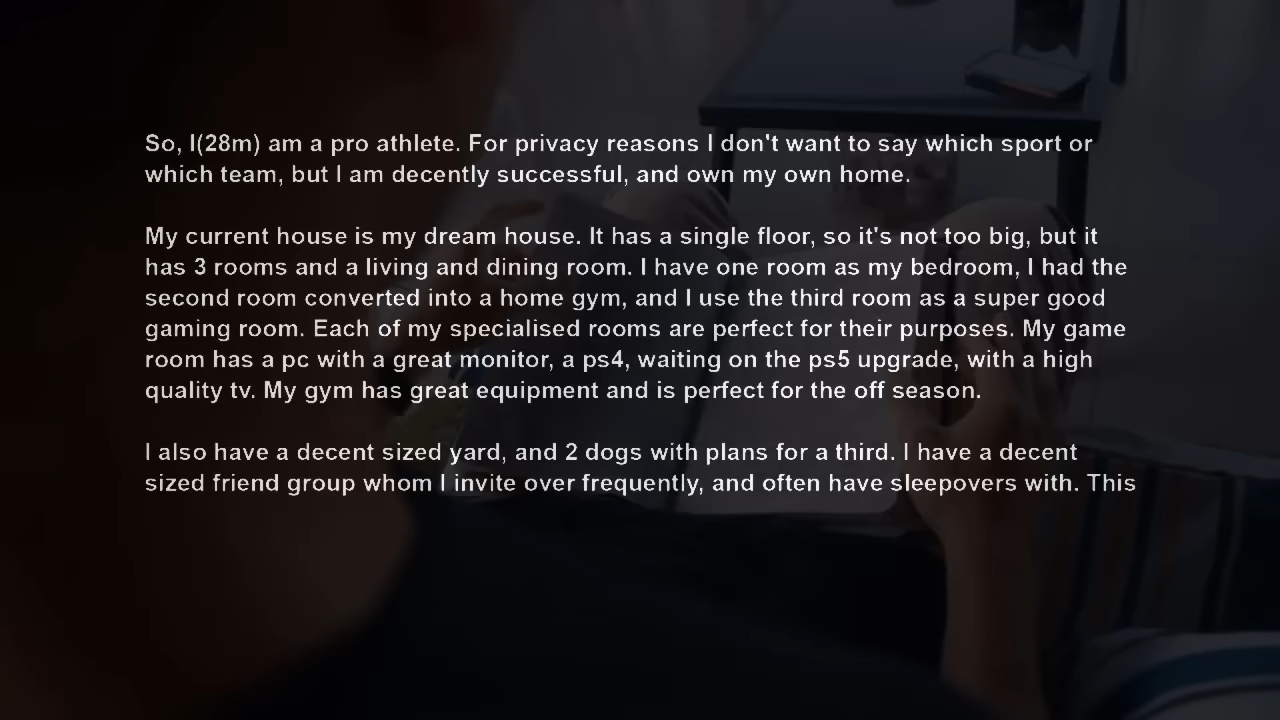 So, I(28m) am a pro athlete. For privacy reasons I don't want to say which sport or
which team, but I am decently successful, and own my own home.
My current house is my dream house. It has a single floor, so it's not too big, but it
has 3 rooms and a living and dining room. I have one room as my bedroom, I had the
second room converted into a home gym, and I use the third room as a super good
gaming room. Each of my specialised rooms are perfect for their purposes. My game
room has a pc with a great monitor, a ps4, waiting on the ps5 upgrade, with a high
quality tv. My gym has great equipment and is perfect for the off season.
I also have a decent sized yard, and 2 dogs with plans for a third. I have a decent
sized friend group whom I invite over frequently, and often have sleepovers with. This